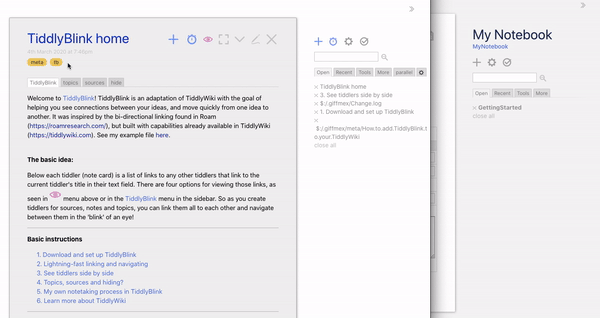 TiddlyBlink home
4th March 2020 at 7:48pm
meta tb
TiddlyBlink topics sources hide
Welcome to TiddlyBlink! TiddlyBlink is an adaptation of TiddlyWiki with the goal of
helping you see connections between your ideas, and move quickly from one idea to
another. It was inspired by the bi-directional linking found in Roam
(https://roamresearch.com/), but built with capabilities already available in TiddlyWiki
(https://tiddlywiki.com). See my example file here.
The basic idea:
Below each tiddler (note card) is a list of links to any other tiddlers that link to the
current tiddler's title in their text field. There are four options for viewing those links, as
seen in menu above or in the TiddlyBlink menu in the sidebar. So as you create
tiddlers for sources, notes and topics, you can link them all to each other and navigate
between them in the 'blink' of an eye!
Basic instructions
1. Download and set up TiddlyBlink
2. Lightning-fast linking and navigating
3. See tiddlers side by side
4. Topics, sources and hiding?
5. My own notetaking process in TiddlyBlink
6. Learn more about TiddlyWiki
Open Recent Tools More parallel
× TiddlyBlink home
× 3. See tiddlers side by side
× $:/.giffmex/Change.log
× 1. Download and set up TiddlyBlink
×
$:/.giffmex/meta/How.to.add.TiddlyBlink.t
o.your.TiddlyWiki
close all
My Notebook
MyNotebook
Open Recent Tools More
× GettingStarted
close all